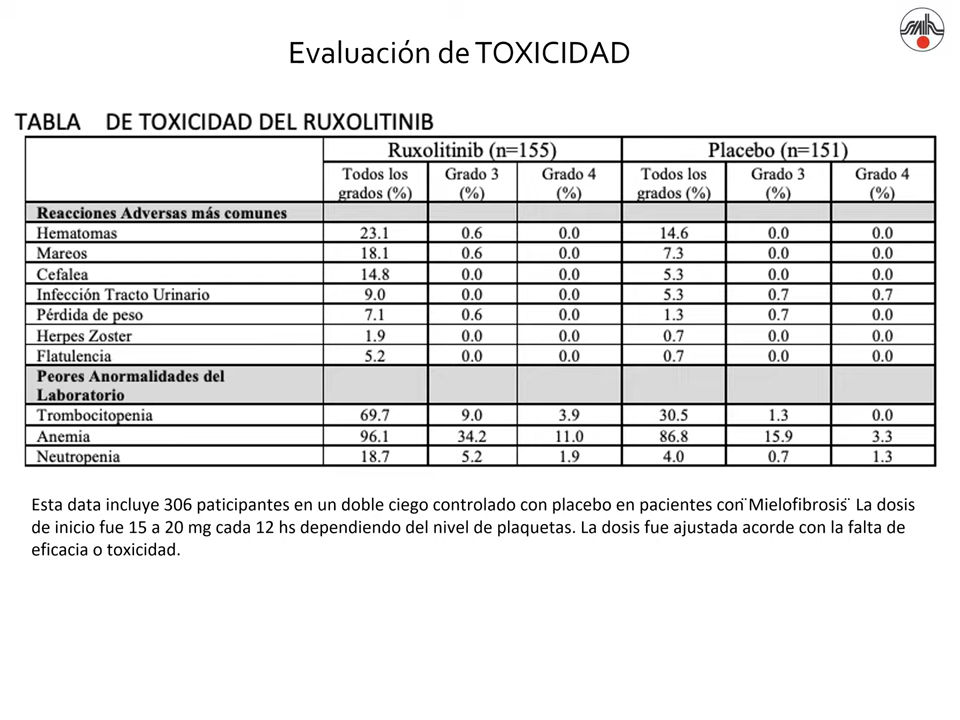 Evaluación de TOXICIDAD
TABLA DE TOXICIDAD DEL RUXOLITINIB
Ruxolitinib (n=155) Placebo (n=151)
Todos los grados (%) Grado 3 (%) Grado 4 (%) Todos los grados (%) Grado 3 (%) Grado 4 (%)
Reacciones Adversas más comunes
Hematomas 23.1 0.6 0.0 14.6 0.0 0.0
Mareos 18.1 0.6 0.0 7.3 0.0 0.0
Cefalea 14.8 0.0 0.0 5.3 0.0 0.0
Infección Tracto Urinario 9.0 0.0 0.0 5.3 0.7 0.7
Pérdida de peso 7.1 0.6 0.0 1.3 0.7 0.0
Herpes Zoster 1.9 0.0 0.0 0.7 0.0 0.0
Flatulencia 5.2 0.0 0.0 0.7 0.0 0.0
Peores Anormalidades del
Laboratorio
Trombocitopenia 69.7 9.0 3.9 30.5 1.3 0.0
Anemia 96.1 34.2 11.0 86.8 15.9 3.3
Neutropenia 18.7 5.2 1.9 4.0 0.7 1.3
Esta data incluye 306 paticipantes en un doble ciego controlado con placebo en pacientes con ¨Mielofibrosis¨ La dosis
de inicio fue 15 a 20 mg cada 12 hs dependiendo del nivel de plaquetas. La dosis fue ajustada acorde con la falta de
eficacia o toxicidad.